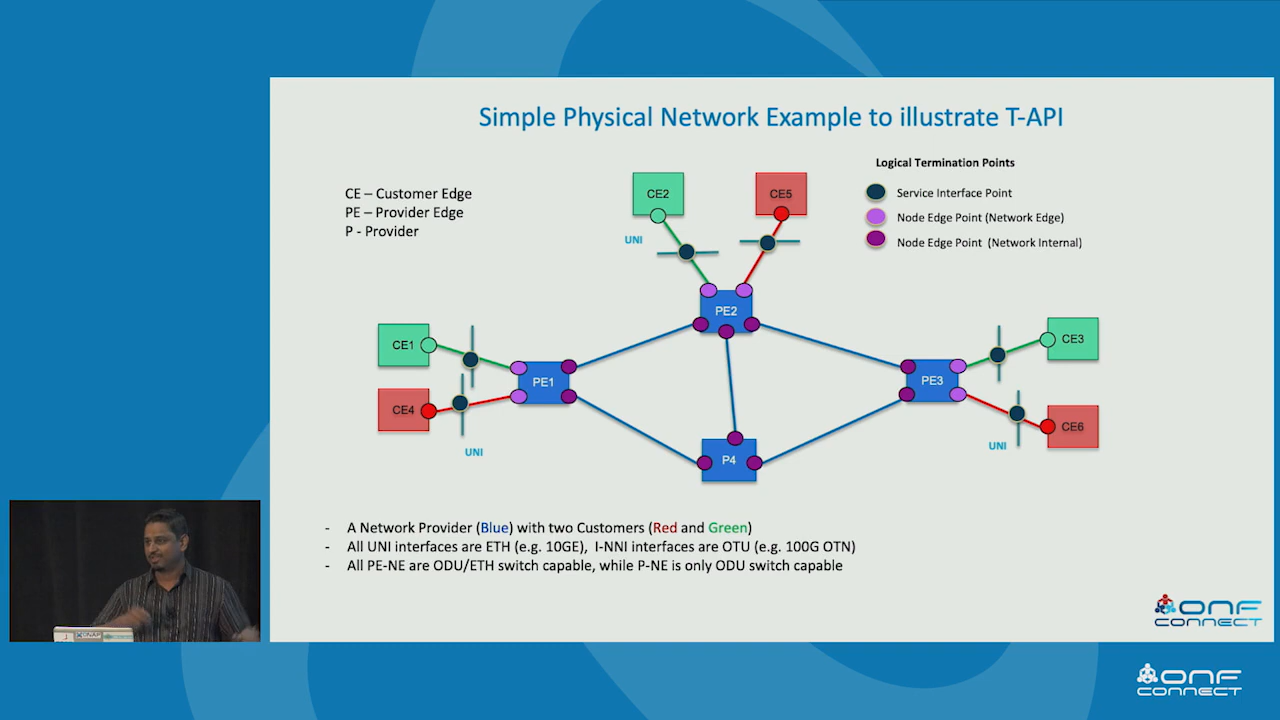 Simple Physical Network Example to illustrate T-API
CE – Customer Edge
PE – Provider Edge
P - Provider
Logical Termination Points
Service Interface Point
Node Edge Point (Network Edge)
Node Edge Point (Network Internal)
CE2
CE5
UNI
PE2
CE1
CE4
PE1
UNI
PE3
CE3
CE6
UNI
P4
- A Network Provider (Blue) with two Customers (Red and Green)
- All UNI interfaces are ETH (e.g. 10GE), I-NNI interfaces are OTU (e.g. 100G OTN)
- All PE-NE are ODU/ETH switch capable, while P-NE is only ODU switch capable
ONF
CONNECT
ONAP
ONF
CONNECT